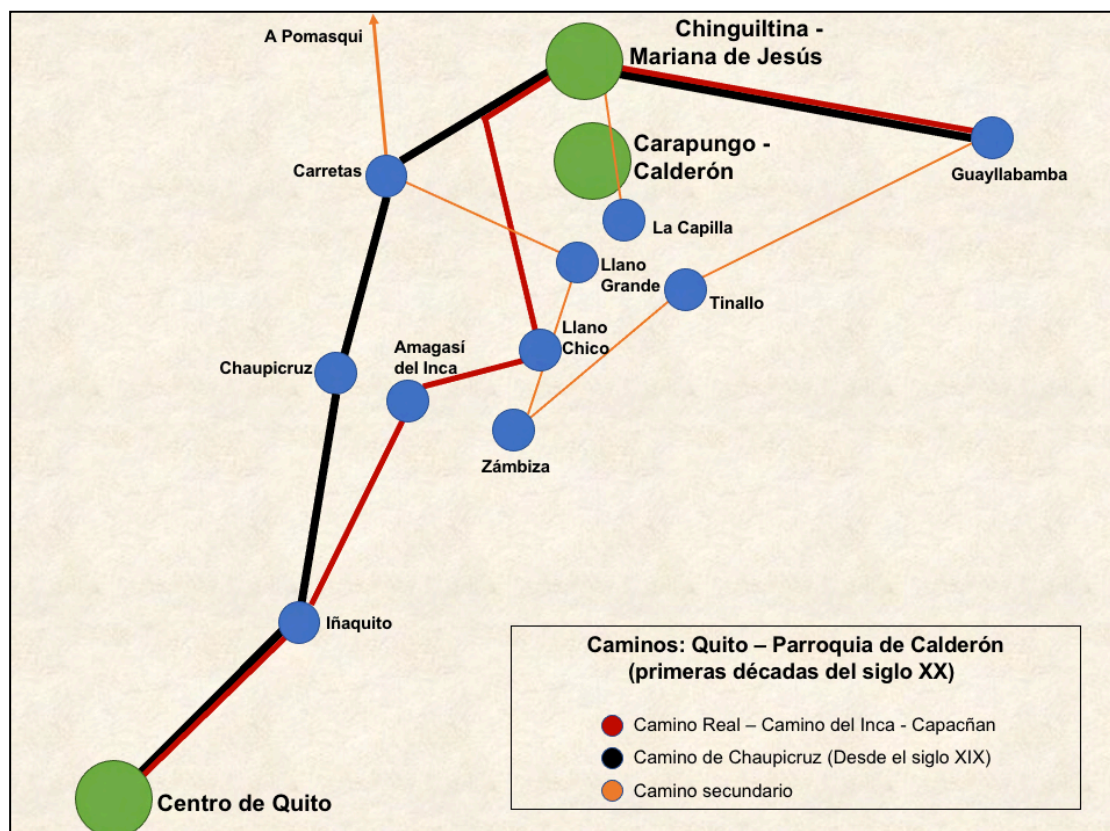 A Pomasqui
Chinguiltina -
Mariana de Jesús
Carretas
Carapungo -
Calderón
Guayllabamba
La Capilla
Llano
Grande
Tinallo
Llano
Chico
Amagasí
del Inca
Chaupicruz
Zámbiza
Iñaquito
Centro de Quito
Caminos: Quito – Parroquia de Calderón
(primeras décadas del siglo XX)
Camino Real – Camino del Inca - Capacñan
Camino de Chaupicruz (Desde el siglo XIX)
Camino secundario